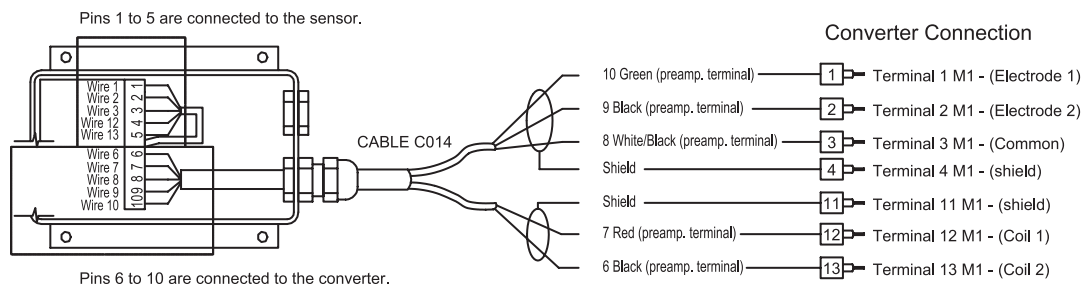 Pins 1 to 5 are connected to the sensor.
Converter Connection
Wire 1 1
Wire 2 2
Wire 3 3
Wire 12 4
Wire 13 5
Wire 6 6
Wire 7 7
Wire 8 8
Wire 9 9
Wire 10 10
CABLE C014
10 Green (preamp. terminal) 1 Terminal 1 M1 - (Electrode 1)
9 Black (preamp. terminal) 2 Terminal 2 M1 - (Electrode 2)
8 White/Black (preamp. terminal) 3 Terminal 3 M1 - (Common)
Shield 4 Terminal 4 M1 - (shield)
Shield 11 Terminal 11 M1 - (shield)
7 Red (preamp. terminal) 12 Terminal 12 M1 - (Coil 1)
6 Black (preamp. terminal) 13 Terminal 13 M1 - (Coil 2)
Pins 6 to 10 are connected to the converter.